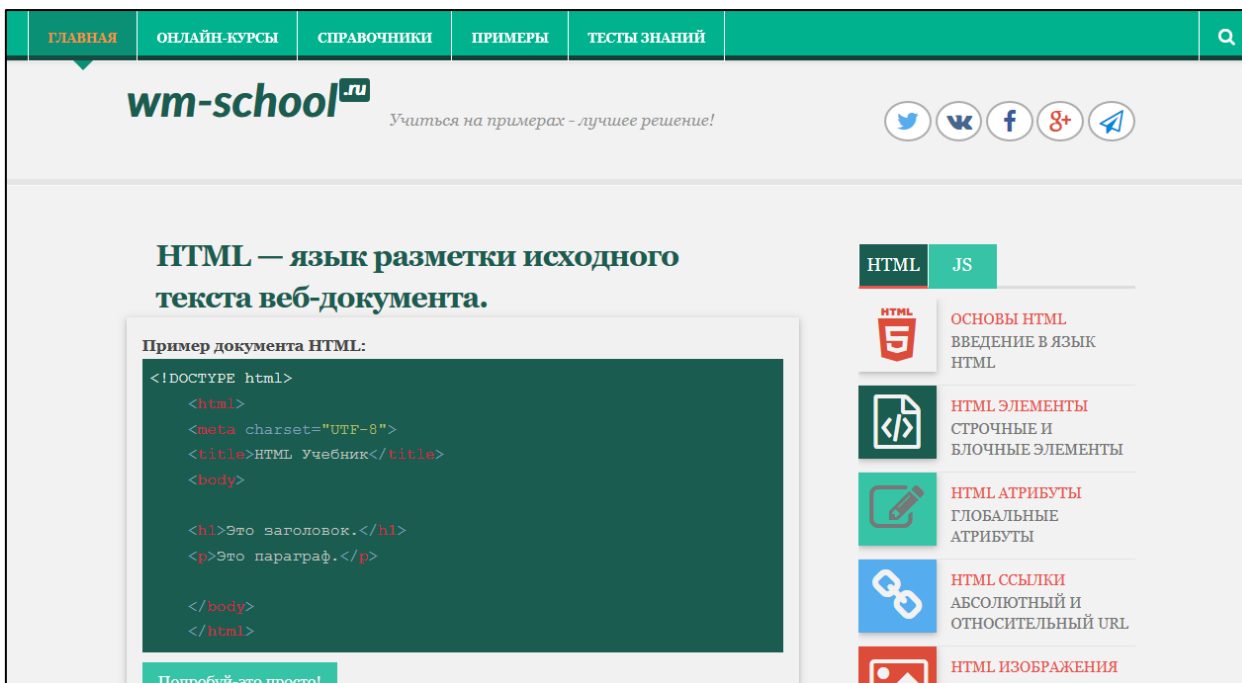 ГЛАВНАЯ ОНЛАЙН-КУРСЫ СПРАВОЧНИКИ ПРИМЕРЫ ТЕСТЫ ЗНАНИЙ
wm-school.ru
Учиться на примерах - лучшее решение!
HTML — язык разметки исходного
текста веб-документа.
Пример документа HTML:
<!DOCTYPE html>
<html>
<meta charset="UTF-8">
<title>HTML Учебник</title>
<body>
<h1>Это заголовок.</h1>
<p>Это параграф.</p>
</body>
</html>
Попробуй-это просто!
HTML JS
HTML
5
ОСНОВЫ HTML
ВВЕДЕНИЕ В ЯЗЫК
HTML
HTML ЭЛЕМЕНТЫ
СТРОЧНЫЕ И
БЛОЧНЫЕ ЭЛЕМЕНТЫ
HTML АТРИБУТЫ
ГЛОБАЛЬНЫЕ
АТРИБУТЫ
HTML ССЫЛКИ
АБСОЛЮТНЫЙ И
ОТНОСИТЕЛЬНЫЙ URL
HTML ИЗОБРАЖЕНИЯ